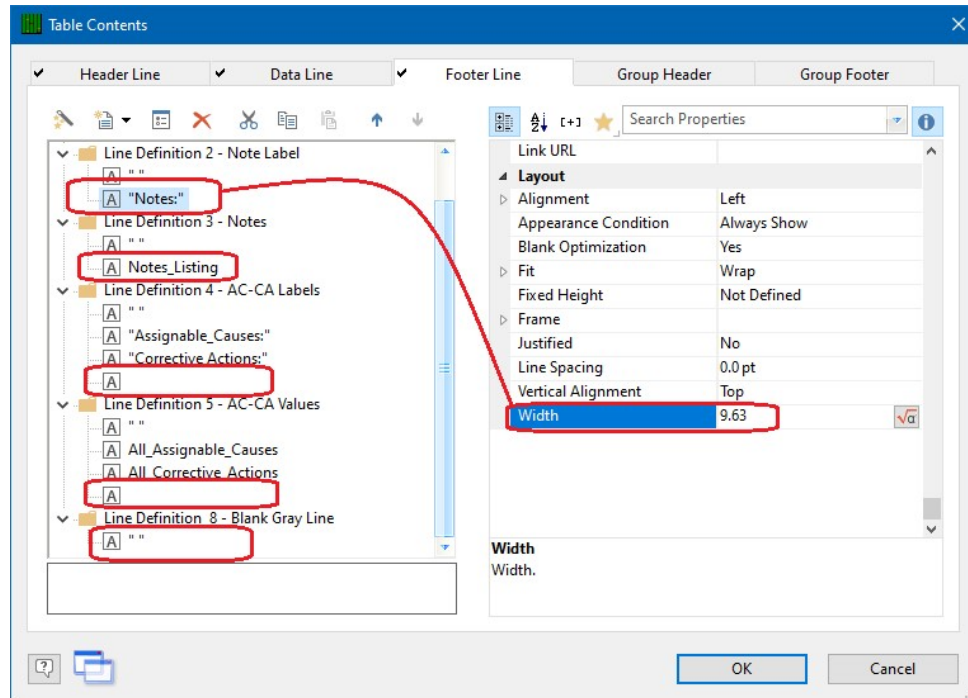 Table Contents
Header Line
Data Line
Footer Line
Group Header
Group Footer
Search Properties
Line Definition 2 - Note Label
A " "
A "Notes:"
Line Definition 3 - Notes
A " "
A Notes_Listing
Line Definition 4 - AC-CA Labels
A " "
A "Assignable_Causes:"
A "Corrective Actions:"
A
Line Definition 5 - AC-CA Values
A " "
A All_Assignable_Causes
A All_Corrective_Actions
A
Line Definition 8 - Blank Gray Line
A " "
Link URL
Layout
Alignment Left
Appearance Condition Always Show
Blank Optimization Yes
Fit Wrap
Fixed Height Not Defined
Frame
Justified No
Line Spacing 0.0 pt
Vertical Alignment Top
Width 9.63 √α
Width
Width.
OK
Cancel